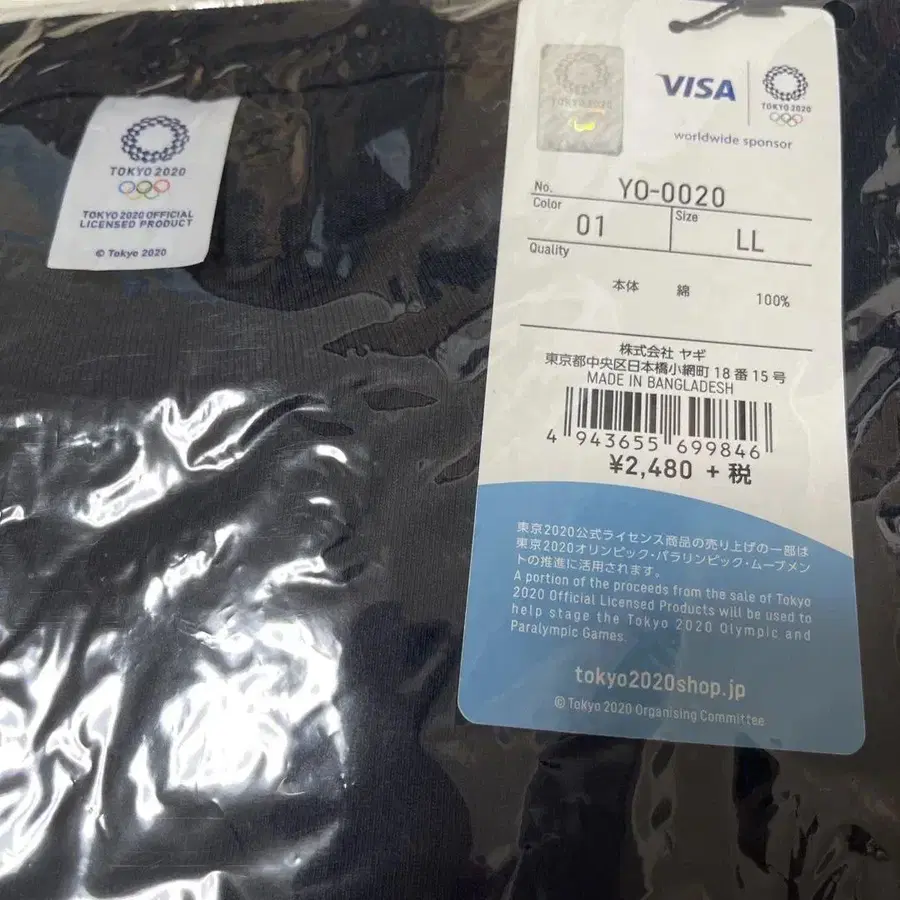 TOKYO 2020
TOKYO 2020 OFFICIAL
LICENSED PRODUCT
© Tokyo 2020
TOKYO 2020
VISA
TOKYO 2020
worldwide sponsor
No. YO-0020
Color 01 Size LL
Quality
本体 綿 100%
株式会社 ヤギ
東京都中央区日本橋小網町 18 番 15 号
MADE IN BANGLADESH
4 943655 699846
¥2,480 + 税
東京2020公式ライセンス商品の売り上げの一部は
東京2020オリンピック・パラリンピック・ムーブメン
トの推進に活用されます。
A portion of the proceeds from the sale of Tokyo
2020 Official Licensed Products will be used to
help stage the Tokyo 2020 Olympic and
Paralympic Games.
tokyo2020shop.jp
© Tokyo 2020 Organising Committee